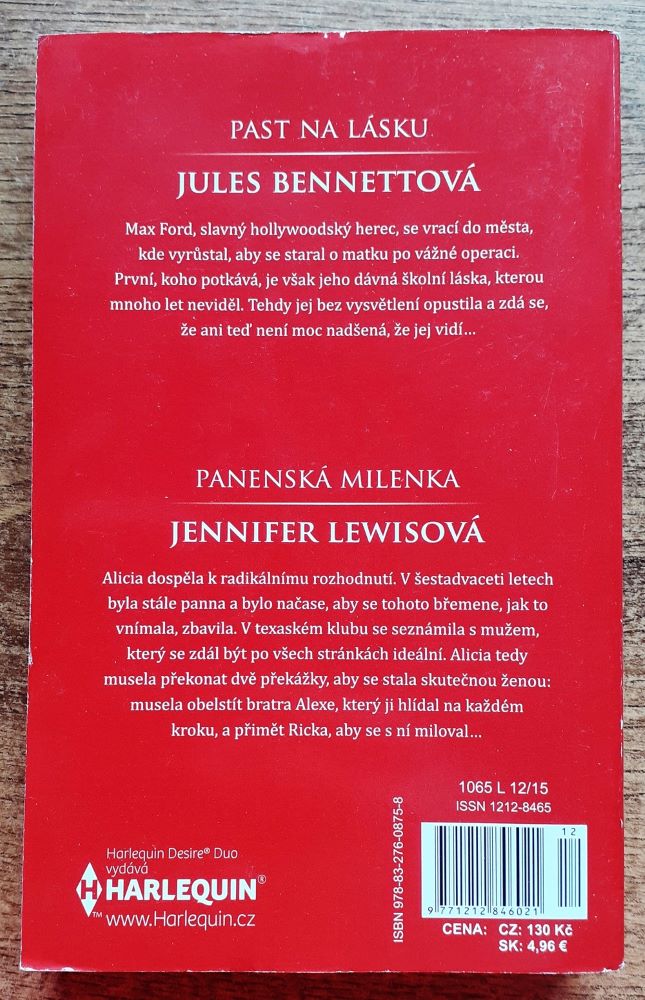 PAST NA LÁSKU
JULES BENNETTOVÁ
Max Ford, slavný hollywoodský herec, se vrací do města,
kde vyrůstal, aby se staral o matku po vážné operaci.
První, koho potkává, je však jeho dávná školní láska, kterou
mnoho let neviděl. Tehdy jej bez vysvětlení opustila a zdá se,
že ani teď není moc nadšená, že jej vidí...
PANENSKÁ MILENKA
JENNIFER LEWISOVÁ
Alicia dospěla k radikálnímu rozhodnutí. V šestadvaceti letech
byla stále panna a bylo načase, aby se tohoto břemene, jak to
vnímala, zbavila. V texaském klubu se seznámila s mužem,
který se zdál být po všech stránkách ideální. Alicia tedy
musela překonat dvě překážky, aby se stala skutečnou ženou:
musela obelstít bratra Alexe, který ji hlídal na každém
kroku, a přimět Ricka, aby se s ní miloval...
1065 L 12/15
ISSN 1212-8465
12
ISBN 978-83-276-0875-8
9 771212 846021
CENA: CZ: 130 Kč
SK: 4,96 €
Harlequin Desire® Duo
vydává
H HARLEQUIN®
™ www.Harlequin.cz